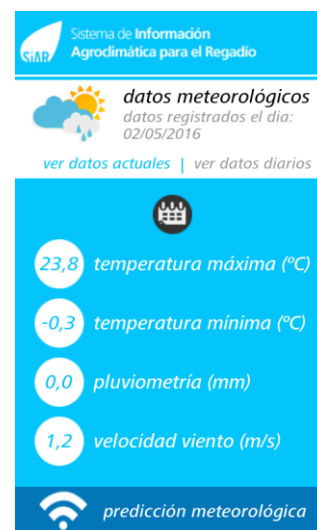 SiAR
Sistema de Información
Agroclimática para el Regadío
datos meteorológicos
datos registrados el dia:
02/05/2016
ver datos actuales | ver datos diarios
23,8 temperatura máxima (ºC)
-0,3 temperatura mínima (ºC)
0,0 pluviometría (mm)
1,2 velocidad viento (m/s)
predicción meteorológica